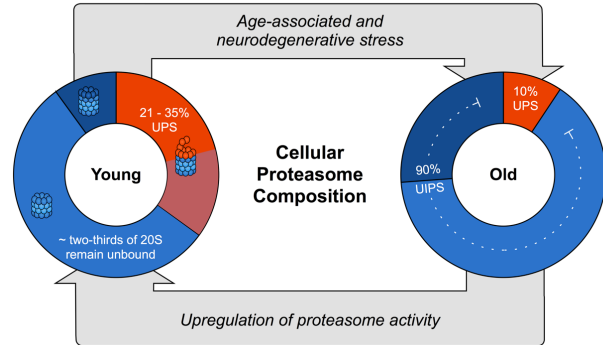 Age-associated and
neurodegenerative stress
21 - 35%
UPS
Young
~ two-thirds of 20S
remain unbound
Cellular
Proteasome
Composition
10%
UPS
90%
UIPS
Old
Upregulation of proteasome activity